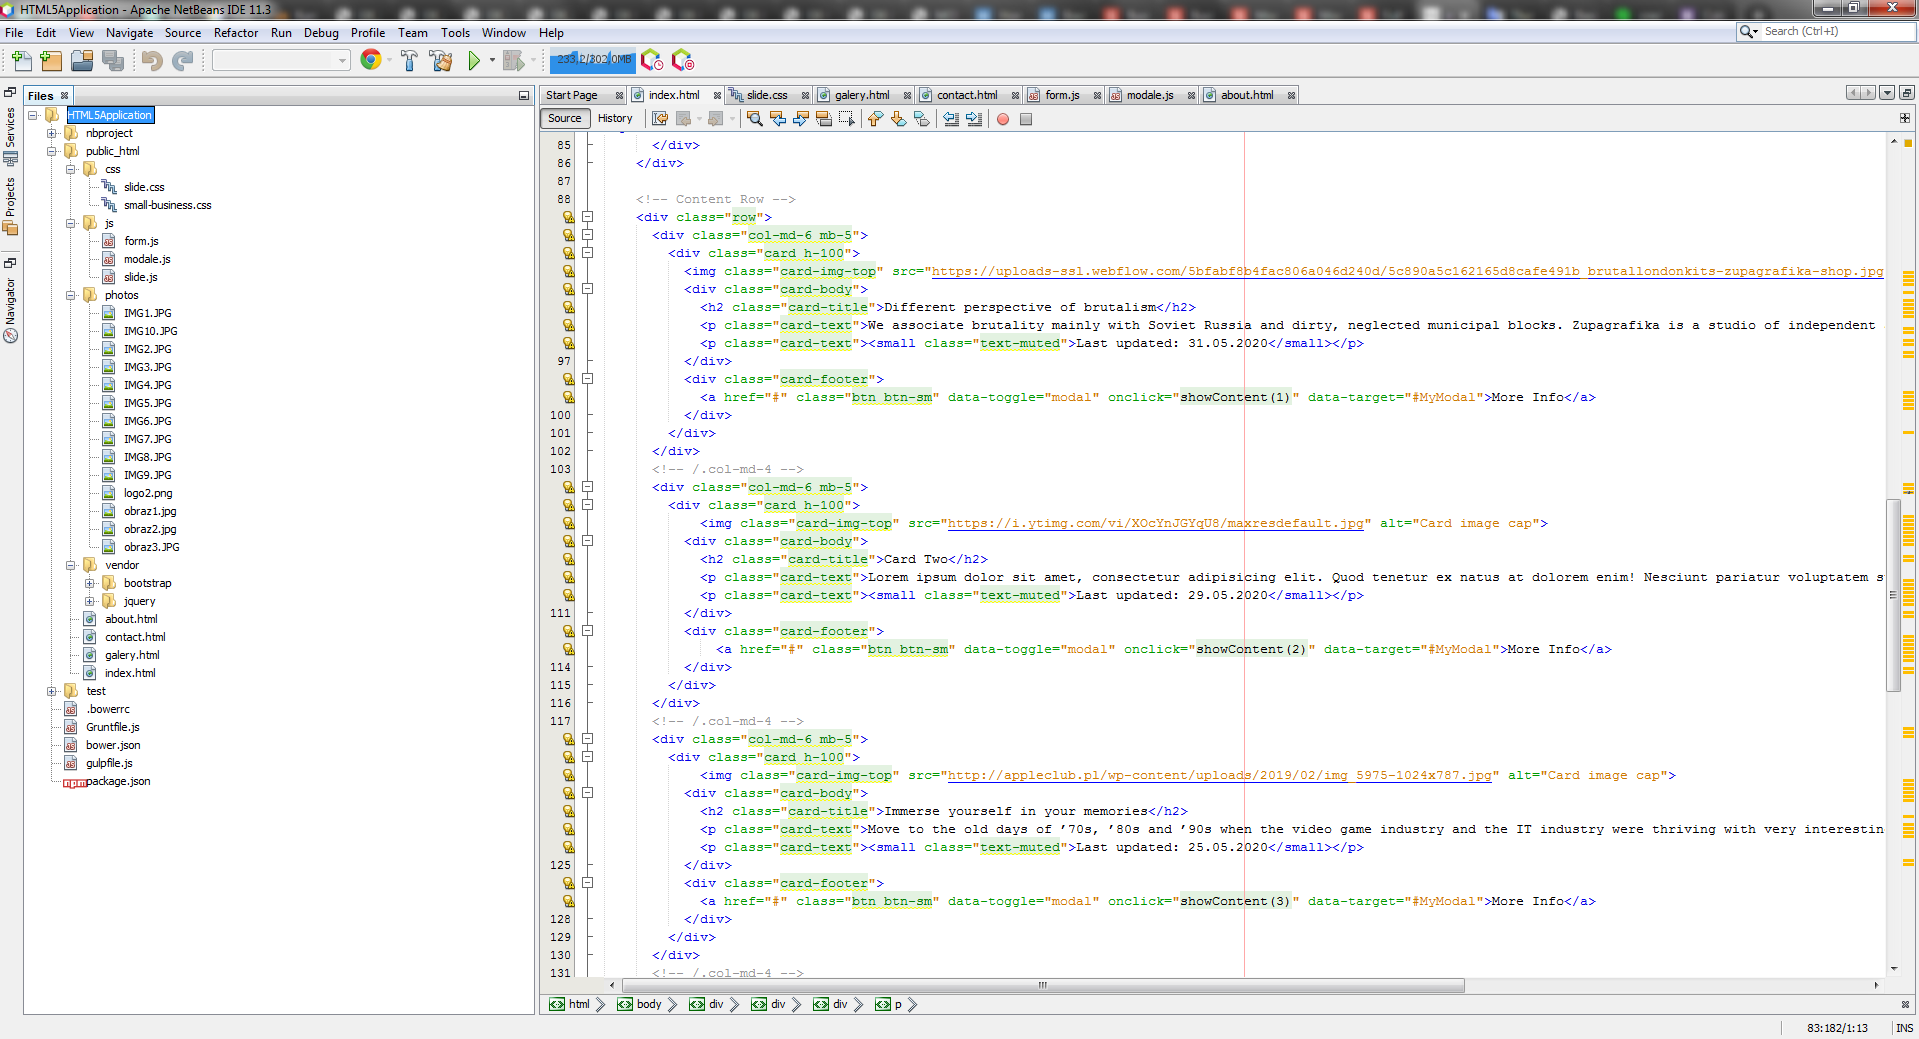 HTML5Application - Apache NetBeans IDE 11.3
File Edit View Navigate Source Refactor Run Debug Profile Team Tools Window Help
Search (Ctrl+I)
233,2/302,0MB
Services
Projects
Navigator
Files
HTML5Application
nbproject
public_html
css
slide.css
small-business.css
js
form.js
modale.js
slide.js
photos
IMG1.JPG
IMG10.JPG
IMG2.JPG
IMG3.JPG
IMG4.JPG
IMG5.JPG
IMG6.JPG
IMG7.JPG
IMG8.JPG
IMG9.JPG
logo2.png
obraz1.jpg
obraz2.jpg
obraz3.JPG
vendor
bootstrap
jquery
about.html
contact.html
galery.html
index.html
test
.bowerrc
Gruntfile.js
bower.json
gulpfile.js
package.json
Start Page index.html slide.css galery.html contact.html form.js modale.js about.html
Source History
85 </div>
86 </div>
87
88 <!-- Content Row -->
<div class="row">
<div class="col-md-6 mb-5">
<div class="card h-100">
<img class="card-img-top" src="https://uploads-ssl.webflow.com/5bfabf8b4fac806a046d240d/5c890a5c162165d8cafe491b_brutallondonkits-zupagrafika-shop.jpg
<div class="card-body">
<h2 class="card-title">Different perspective of brutalism</h2>
<p class="card-text">We associate brutality mainly with Soviet Russia and dirty, neglected municipal blocks. Zupagrafika is a studio of independent
<p class="card-text"><small class="text-muted">Last updated: 31.05.2020</small></p>
97 </div>
<div class="card-footer">
<a href="#" class="btn btn-sm" data-toggle="modal" onclick="showContent(1)" data-target="#MyModal">More Info</a>
100 </div>
101 </div>
102 </div>
103 <!-- /.col-md-4 -->
<div class="col-md-6 mb-5">
<div class="card h-100">
<img class="card-img-top" src="https://i.ytimg.com/vi/XOcYnJGYqU8/maxresdefault.jpg" alt="Card image cap">
<div class="card-body">
<h2 class="card-title">Card Two</h2>
<p class="card-text">Lorem ipsum dolor sit amet, consectetur adipisicing elit. Quod tenetur ex natus at dolorem enim! Nesciunt pariatur voluptatem s
<p class="card-text"><small class="text-muted">Last updated: 29.05.2020</small></p>
111 </div>
<div class="card-footer">
<a href="#" class="btn btn-sm" data-toggle="modal" onclick="showContent(2)" data-target="#MyModal">More Info</a>
114 </div>
115 </div>
116 </div>
117 <!-- /.col-md-4 -->
<div class="col-md-6 mb-5">
<div class="card h-100">
<img class="card-img-top" src="http://appleclub.pl/wp-content/uploads/2019/02/img_5975-1024x787.jpg" alt="Card image cap">
<div class="card-body">
<h2 class="card-title">Immerse yourself in your memories</h2>
<p class="card-text">Move to the old days of ’70s, ’80s and ’90s when the video game industry and the IT industry were thriving with very interestin
<p class="card-text"><small class="text-muted">Last updated: 25.05.2020</small></p>
125 </div>
<div class="card-footer">
<a href="#" class="btn btn-sm" data-toggle="modal" onclick="showContent(3)" data-target="#MyModal">More Info</a>
128 </div>
129 </div>
130 </div>
131 <!-- /.col-md-4 -->
html body div div div p
83:182/1:13 INS